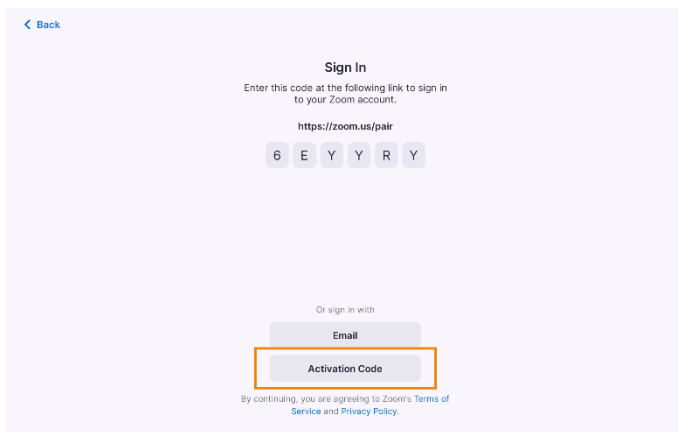 Back
Sign In
Enter this code at the following link to sign in
to your Zoom account.
https://zoom.us/pair
6 E Y Y R Y
Or sign in with
Email
Activation Code
By continuing, you are agreeing to Zoom's Terms of
Service and Privacy Policy.